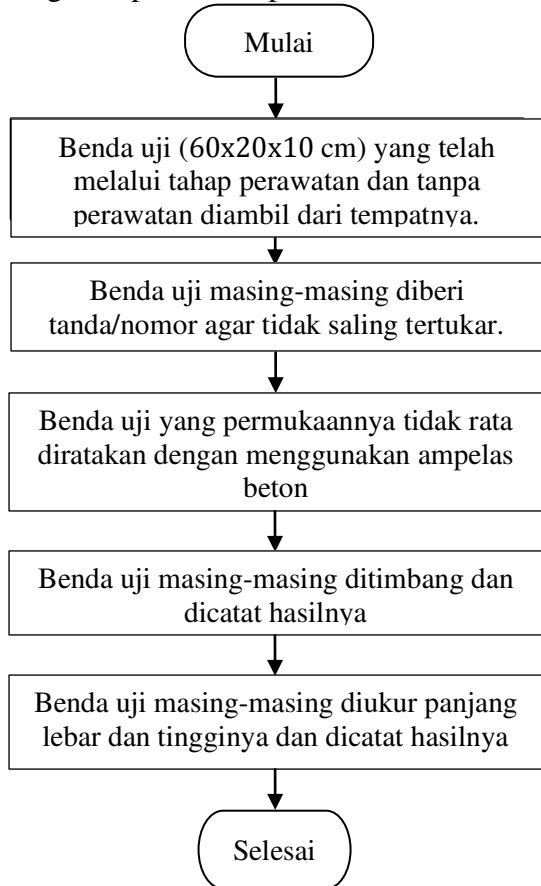 Mulai
Benda uji (60x20x10 cm) yang telah
melalui tahap perawatan dan tanpa
perawatan diambil dari tempatnya.
Benda uji masing-masing diberi
tanda/nomor agar tidak saling tertukar.
Benda uji yang permukaannya tidak rata
diratakan dengan menggunakan ampelas
beton
Benda uji masing-masing ditimbang dan
dicatat hasilnya
Benda uji masing-masing diukur panjang
lebar dan tingginya dan dicatat hasilnya
Selesai